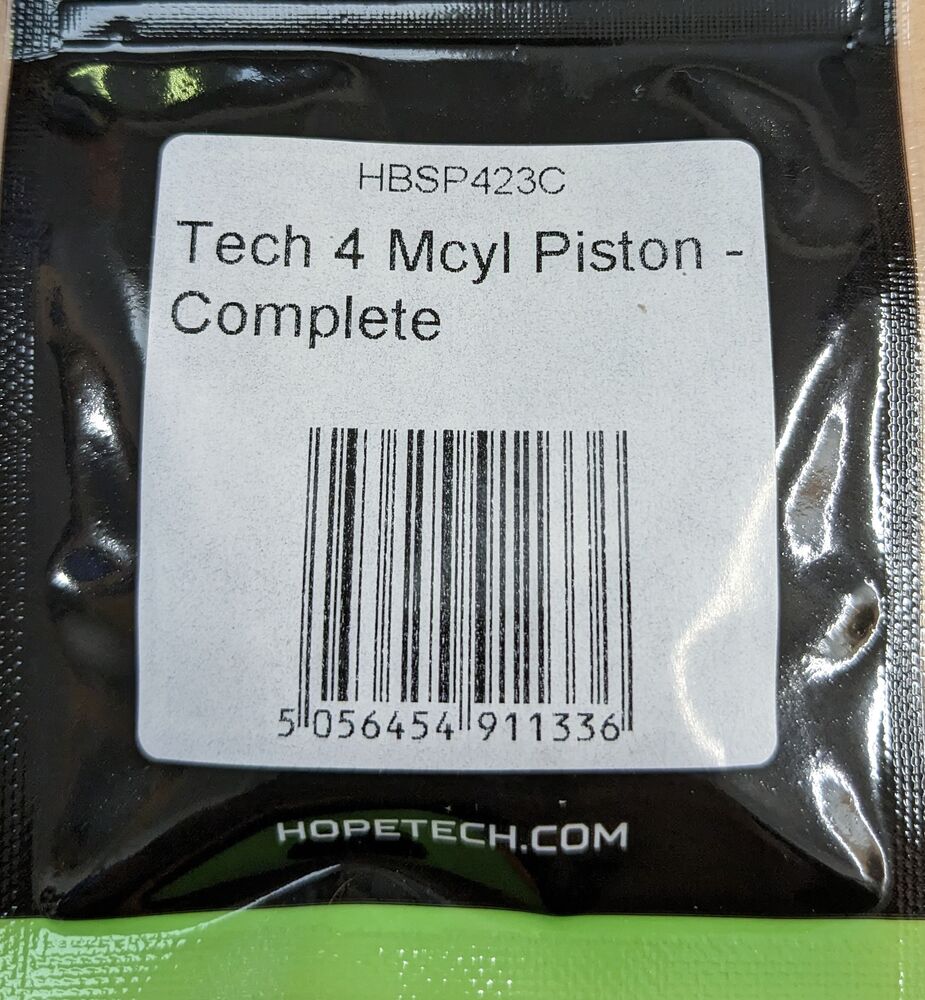 HBSP423C
Tech 4 Mcyl Piston -
Complete
5 056454 911336
HOPETECH.COM